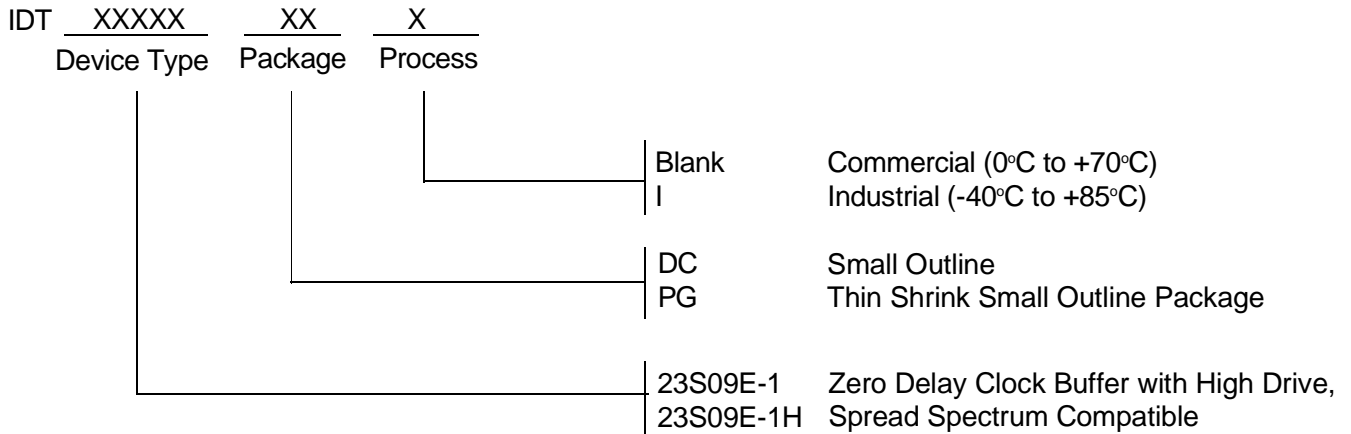 IDT XXXXX XX X
Device Type Package Process
Blank Commercial (0°C to +70°C)
I Industrial (-40°C to +85°C)
DC Small Outline
PG Thin Shrink Small Outline Package
23S09E-1 Zero Delay Clock Buffer with High Drive,
23S09E-1H Spread Spectrum Compatible